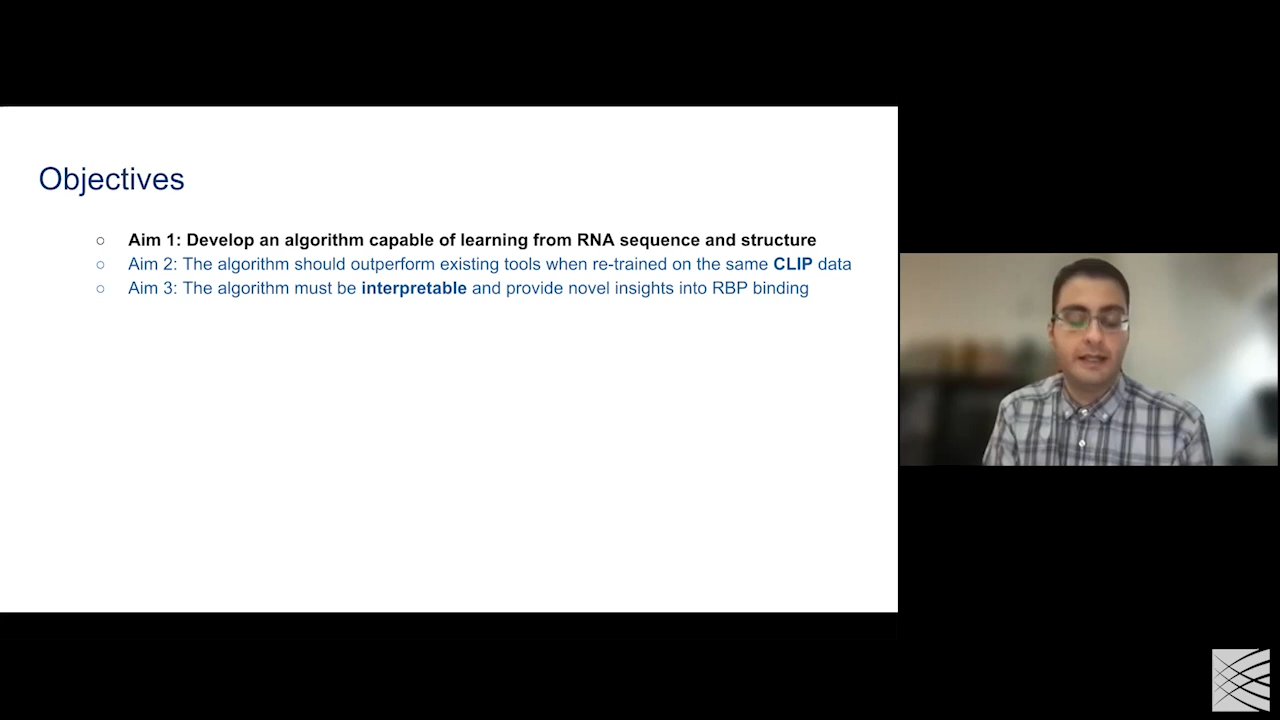 Objectives
○ Aim 1: Develop an algorithm capable of learning from RNA sequence and structure
○ Aim 2: The algorithm should outperform existing tools when re-trained on the same CLIP data
○ Aim 3: The algorithm must be interpretable and provide novel insights into RBP binding